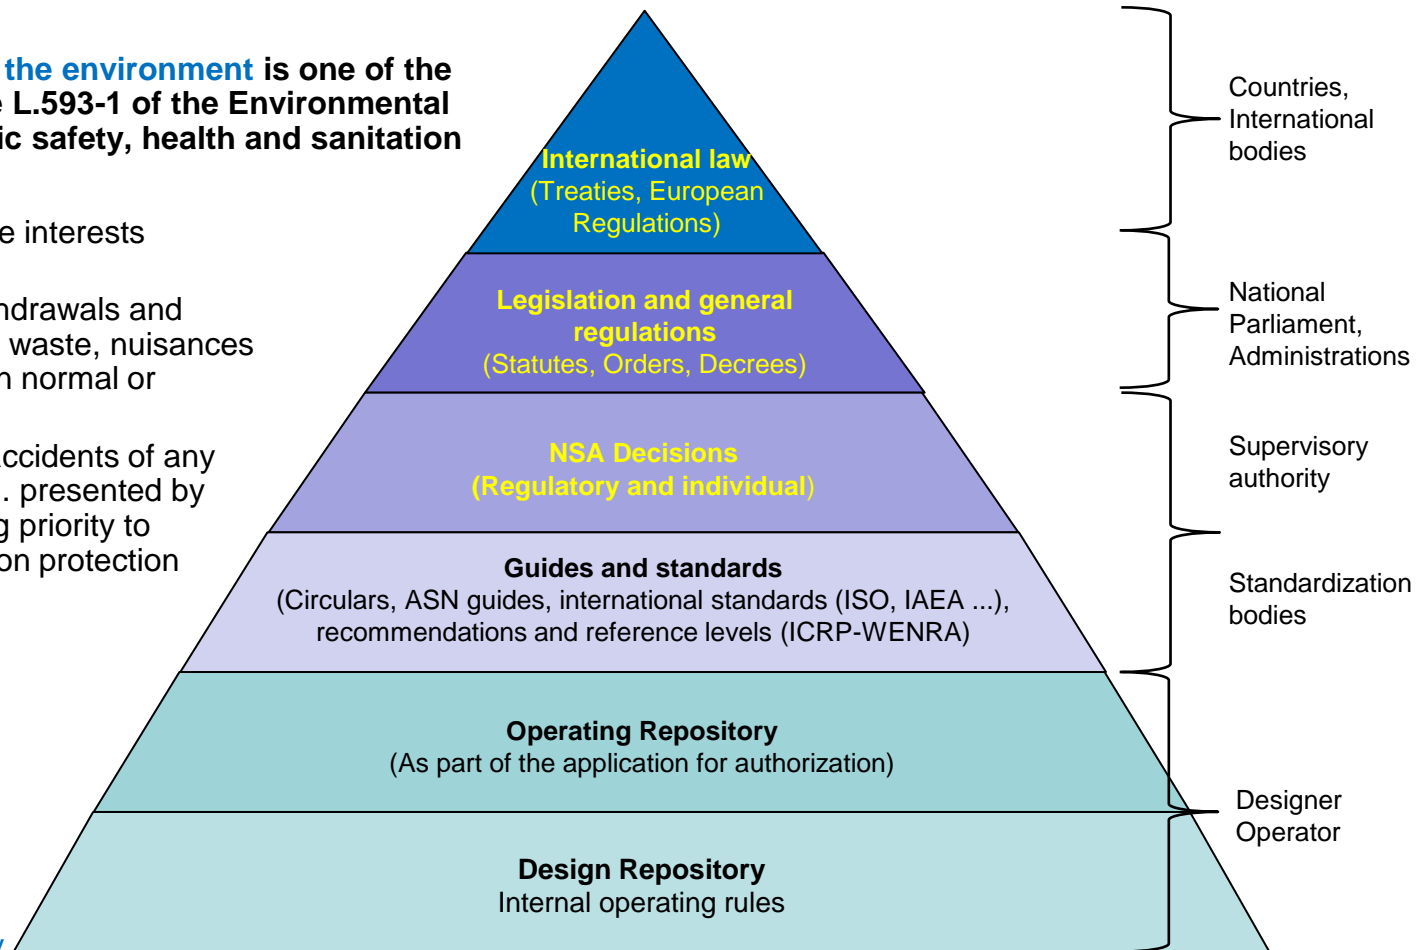 the environment is one of the
L.593-1 of the Environmental
safety, health and sanitation
interests
and
waste, nuisances
normal or
accidents of any
presented by
priority to
protection
International law
(Treaties, European
Regulations)
Legislation and general
regulations
(Statutes, Orders, Decrees)
NSA Decisions
(Regulatory and individual)
Guides and standards
(Circulars, ASN guides, international standards (ISO, IAEA ...),
recommendations and reference levels (ICRP-WENRA)
Operating Repository
(As part of the application for authorization)
Design Repository
Internal operating rules
Countries,
International
bodies
National
Parliament,
Administrations
Supervisory
authority
Standardization
bodies
Designer
Operator